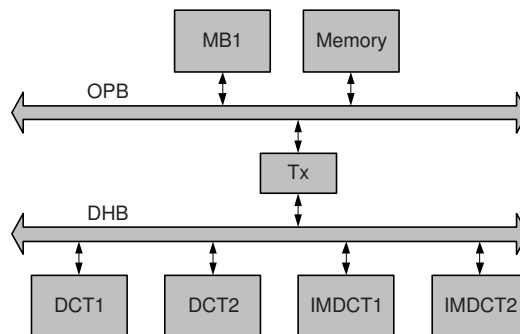 MB1 Memory
OPB
Tx
DHB
DCT1 DCT2 IMDCT1 IMDCT2